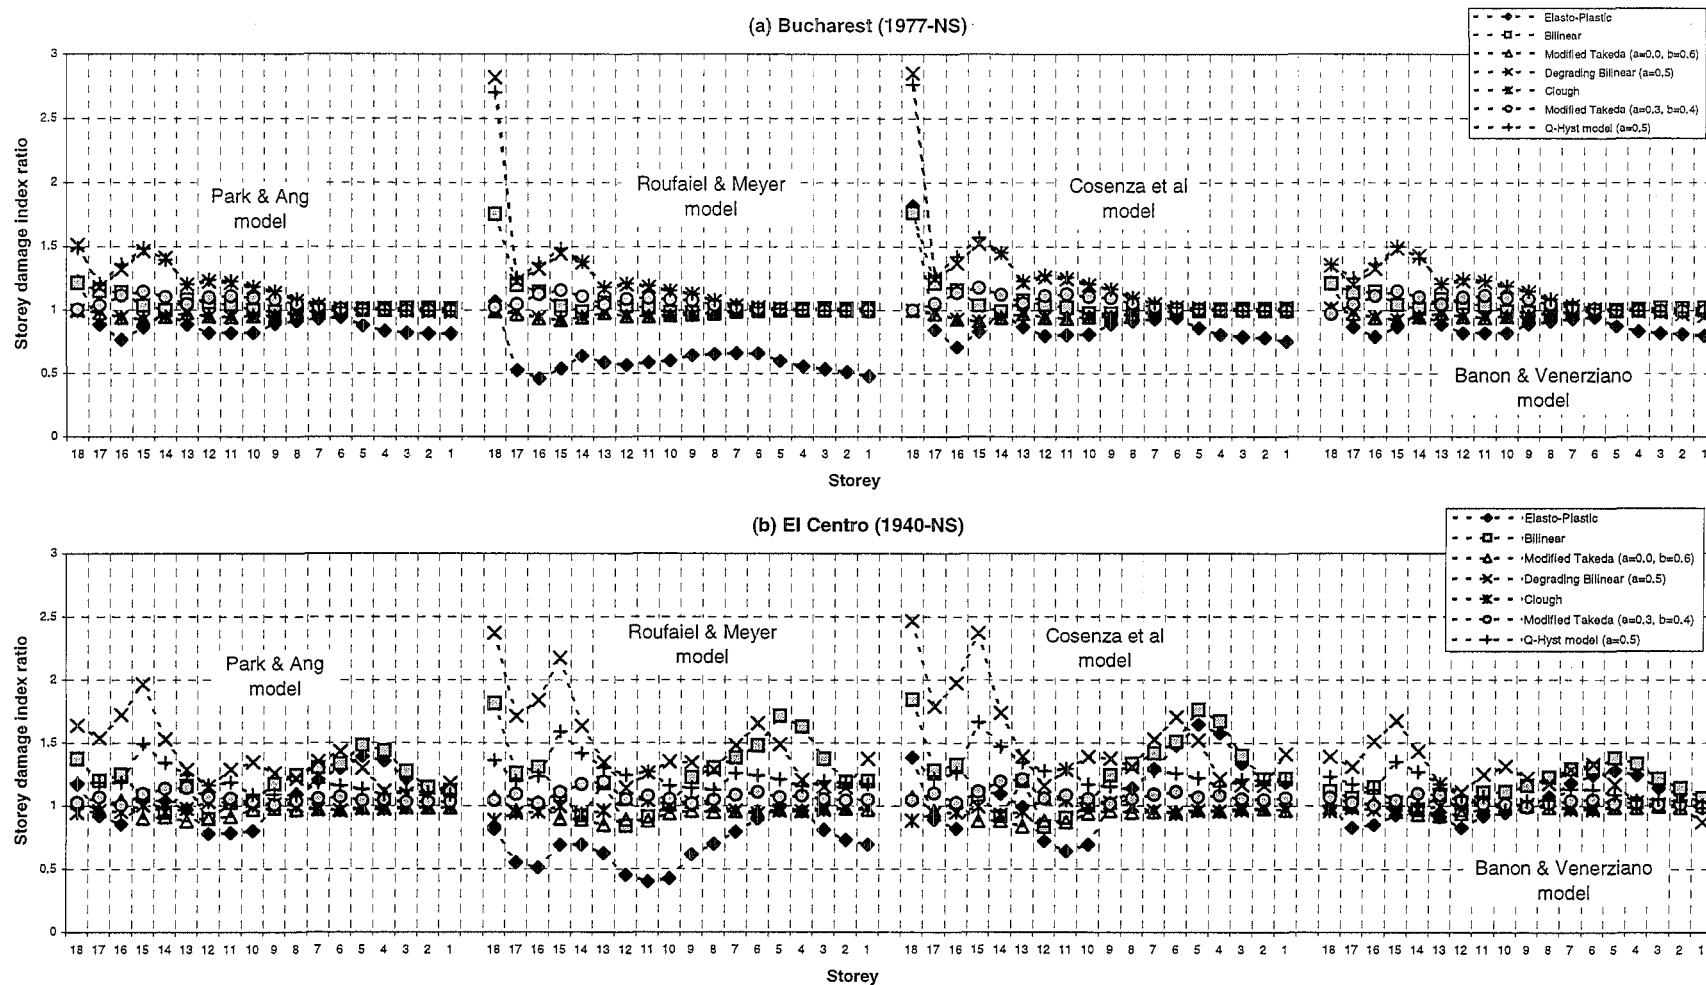 (a) Bucharest (1977-NS)
Elasto-Plastic
Bilinear
Modified Takeda (a=0.0, b=0.6)
Degrading Bilinear (a=0.5)
Clough
Modified Takeda (a=0.3, b=0.4)
Q-Hyst model (a=0.5)
Storey damage index ratio
3
2.5
2
1.5
1
0.5
0
Park & Ang
model
Roufaiel & Meyer
model
Cosenza et al
model
Banon & Venerziano
model
18 17 16 15 14 13 12 11 10 9 8 7 6 5 4 3 2 1 18 17 16 15 14 13 12 11 10 9 8 7 6 5 4 3 2 1 18 17 16 15 14 13 12 11 10 9 8 7 6 5 4 3 2 1 18 17 16 15 14 13 12 11 10 9 8 7 6 5 4 3 2 1
Storey
(b) El Centro (1940-NS)
Elasto-Plastic
Bilinear
Modified Takeda (a=0.0, b=0.6)
Degrading Bilinear (a=0.5)
Clough
Modified Takeda (a=0.3, b=0.4)
Q-Hyst model (a=0.5)
Storey damage index ratio
3
2.5
2
1.5
1
0.5
0
Park & Ang
model
Roufaiel & Meyer
model
Cosenza et al
model
Banon & Venerziano
model
18 17 16 15 14 13 12 11 10 9 8 7 6 5 4 3 2 1 18 17 16 15 14 13 12 11 10 9 8 7 6 5 4 3 2 1 18 17 16 15 14 13 12 11 10 9 8 7 6 5 4 3 2 1 18 17 16 15 14 13 12 11 10 9 8 7 6 5 4 3 2 1
Storey